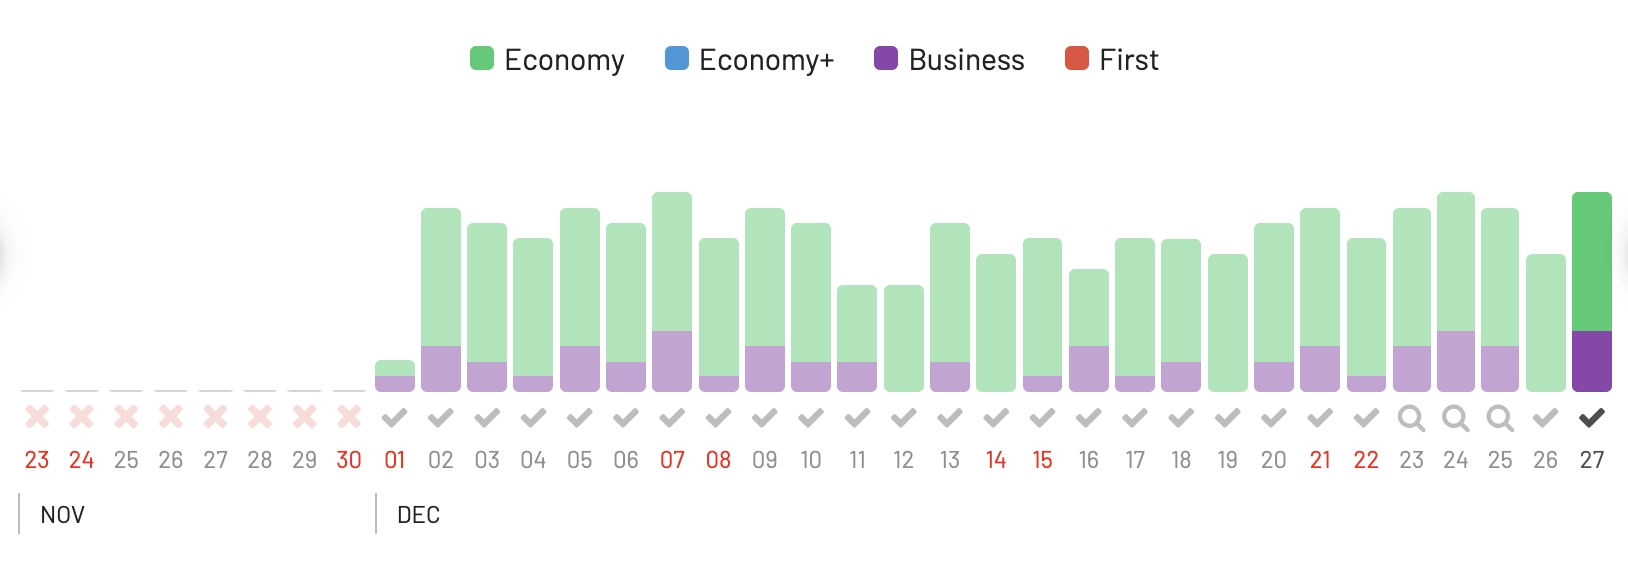 Economy Economy+ Business First
23 24 25 26 27 28 29 30 01 02 03 04 05 06 07 08 09 10 11 12 13 14 15 16 17 18 19 20 21 22 23 24 25 26 27
NOV DEC